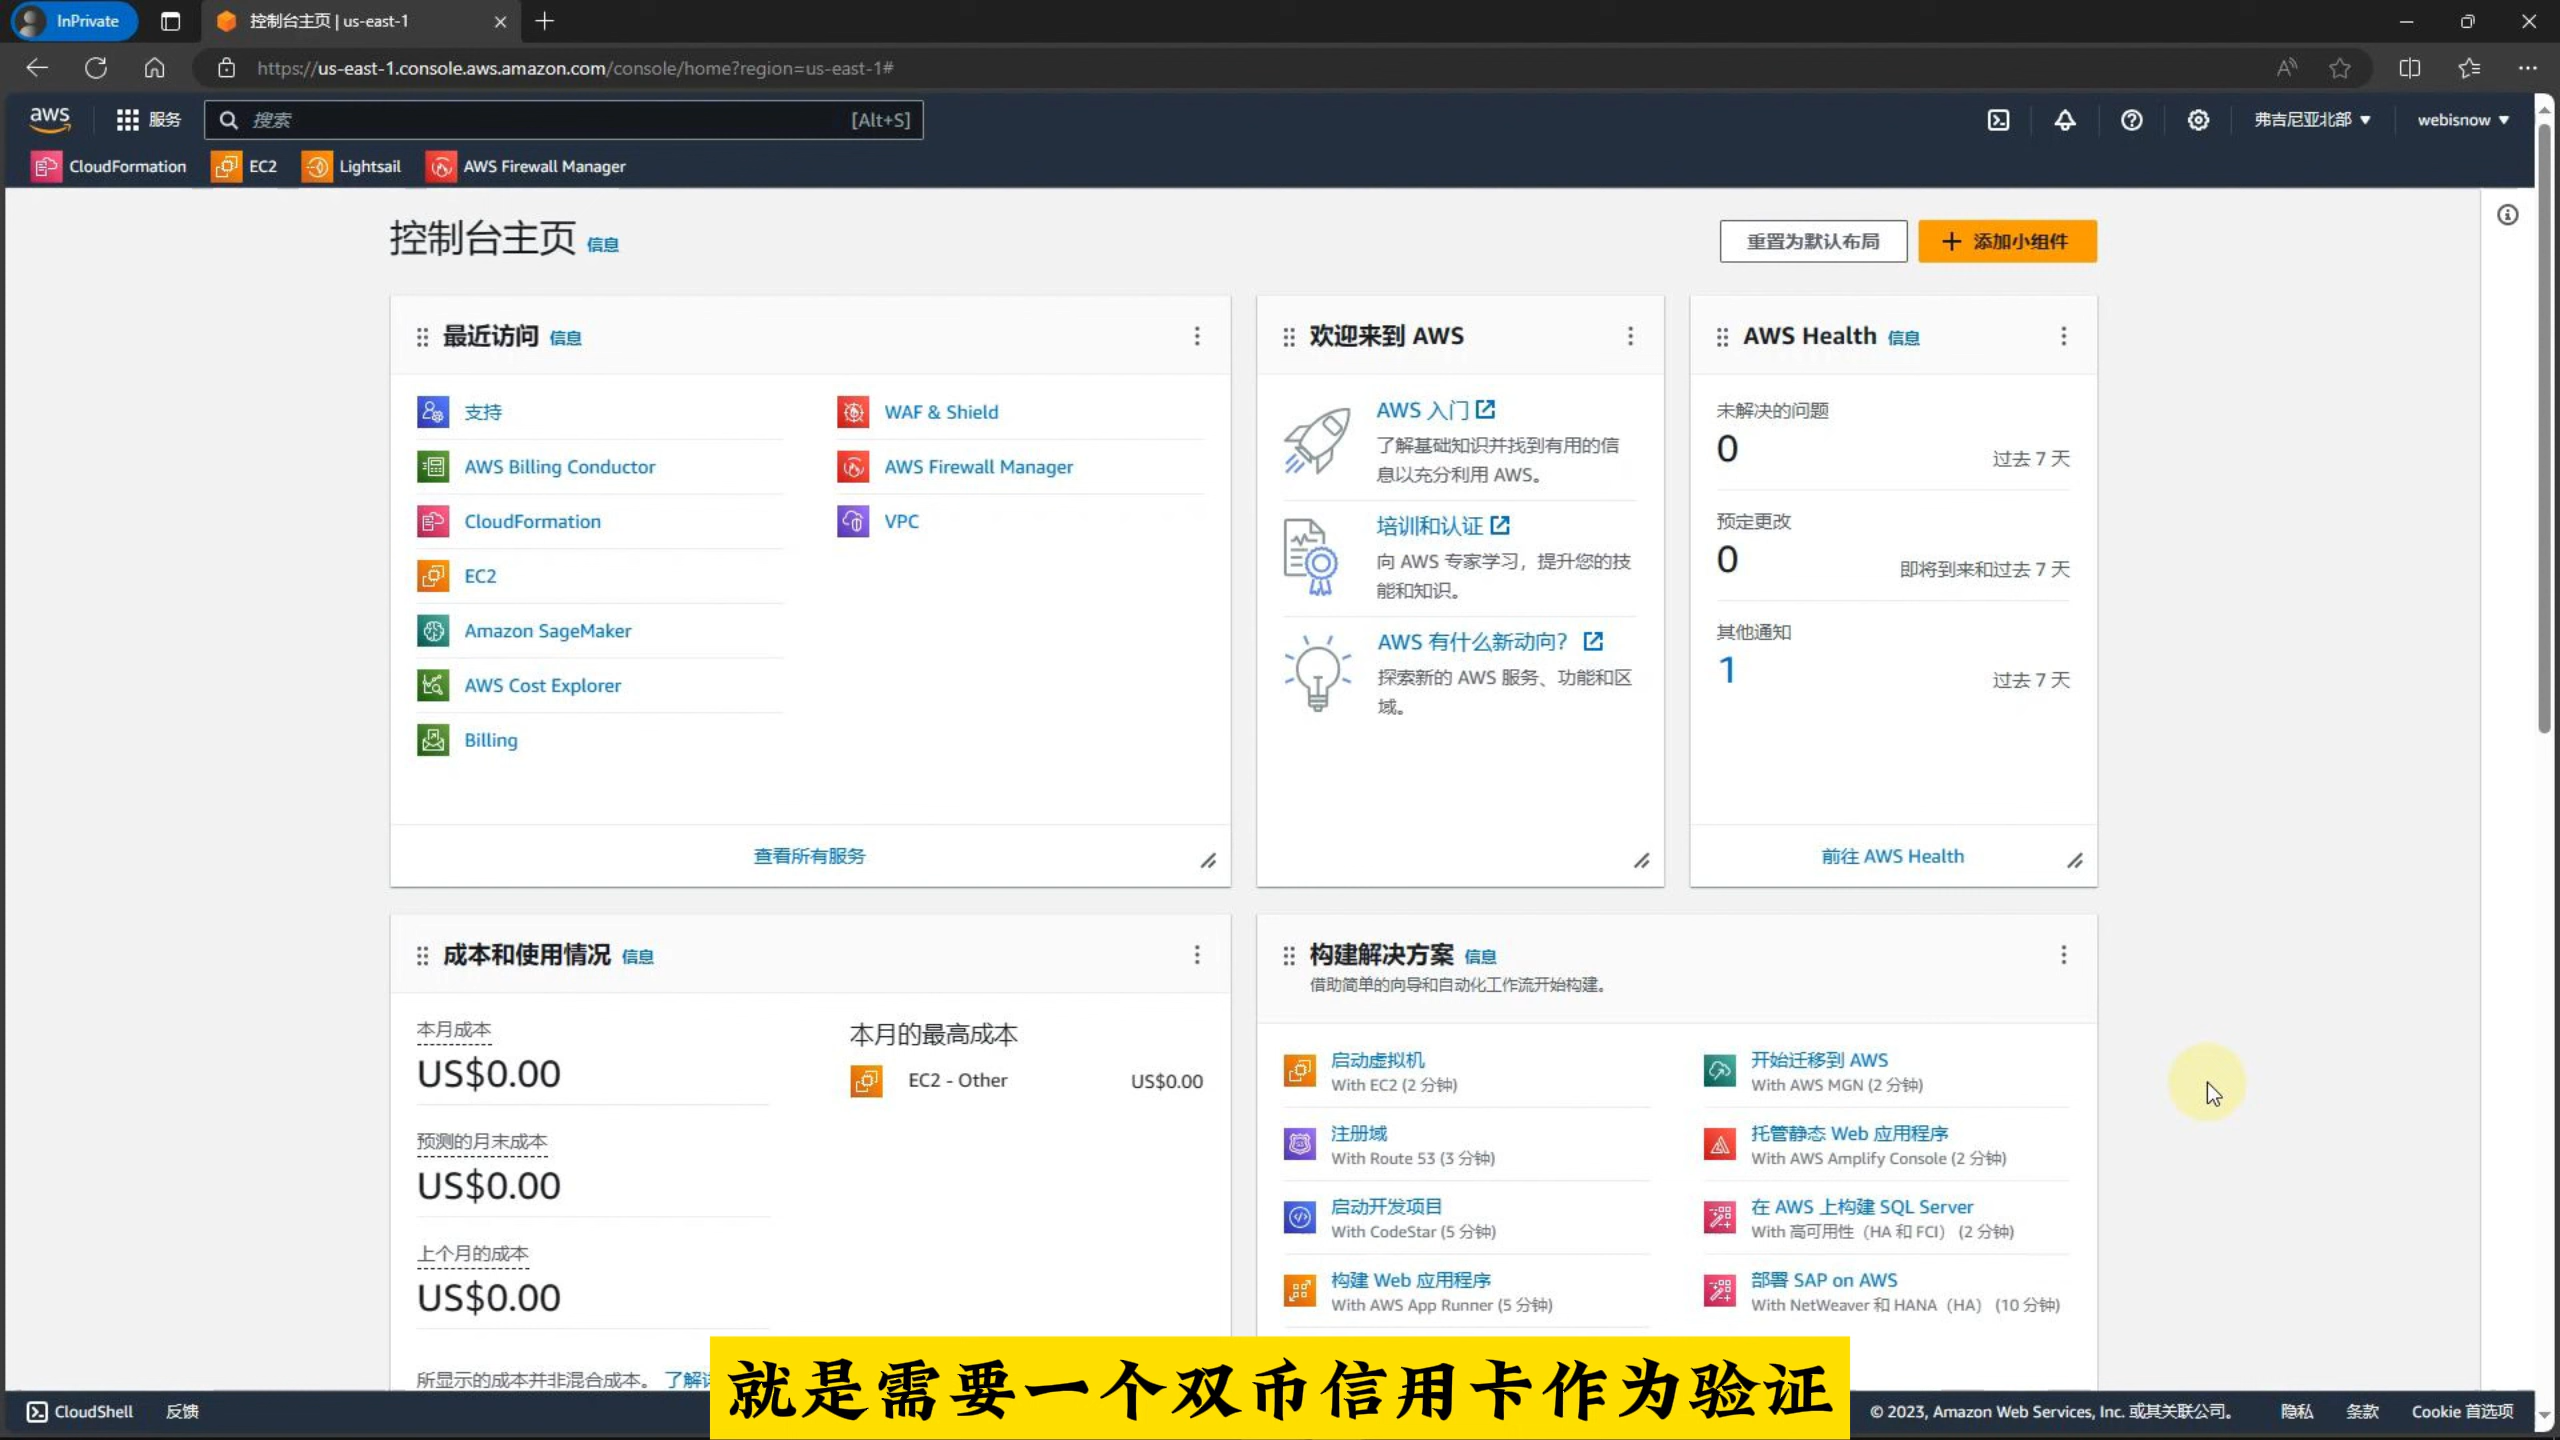 InPrivate
控制台主页 | us-east-1
https://us-east-1.console.aws.amazon.com/console/home?region=us-east-1#
aws
服务
搜索
[Alt+S]
弗吉尼亚北部
webisnow
CloudFormation
EC2
Lightsail
AWS Firewall Manager
控制台主页 信息
重置为默认布局
添加小组件
最近访问 信息
支持
AWS Billing Conductor
CloudFormation
EC2
Amazon SageMaker
AWS Cost Explorer
Billing
WAF & Shield
AWS Firewall Manager
VPC
查看所有服务
欢迎来到 AWS
AWS 入门
了解基础知识并找到有用的信
息以充分利用 AWS。
培训和认证
向 AWS 专家学习，提升您的技
能和知识。
AWS 有什么新动向？
探索新的 AWS 服务、功能和区
域。
AWS Health 信息
未解决的问题
0
过去 7 天
预定更改
0
即将到来和过去 7 天
其他通知
1
过去 7 天
前往 AWS Health
成本和使用情况 信息
本月成本
US$0.00
预测的月末成本
US$0.00
上个月的成本
US$0.00
所显示的成本并非混合成本。 了解
本月的最高成本
EC2 - Other
US$0.00
构建解决方案 信息
借助简单的向导和自动化工作流开始构建。
启动虚拟机
With EC2 (2 分钟)
注册域
With Route 53 (3 分钟)
启动开发项目
With CodeStar (5 分钟)
构建 Web 应用程序
With AWS App Runner (5 分钟)
开始迁移到 AWS
With AWS MGN (2 分钟)
托管静态 Web 应用程序
With AWS Amplify Console (2 分钟)
在 AWS 上构建 SQL Server
With 高可用性（HA 和 FCI） (2 分钟)
部署 SAP on AWS
With NetWeaver 和 HANA（HA） (10 分钟)
就是需要一个双币信用卡作为验证
CloudShell
反馈
© 2023, Amazon Web Services, Inc. 或其关联公司。
隐私
条款
Cookie 首选项